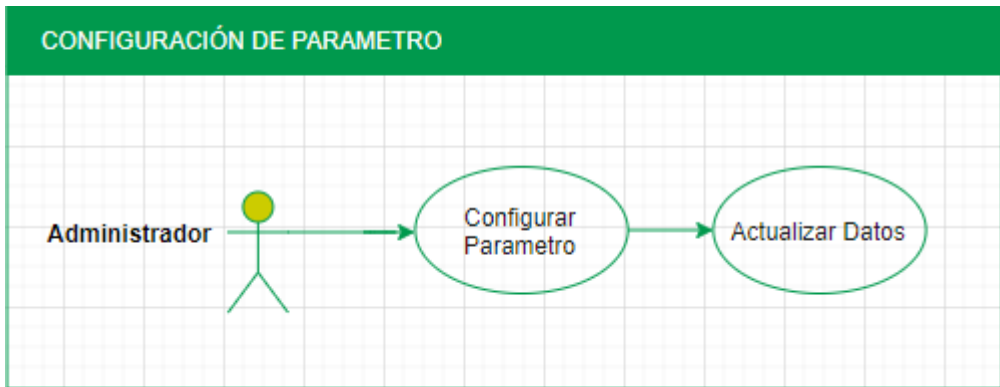 CONFIGURACIÓN DE PARAMETRO
Administrador
Configurar
Parametro
Actualizar Datos